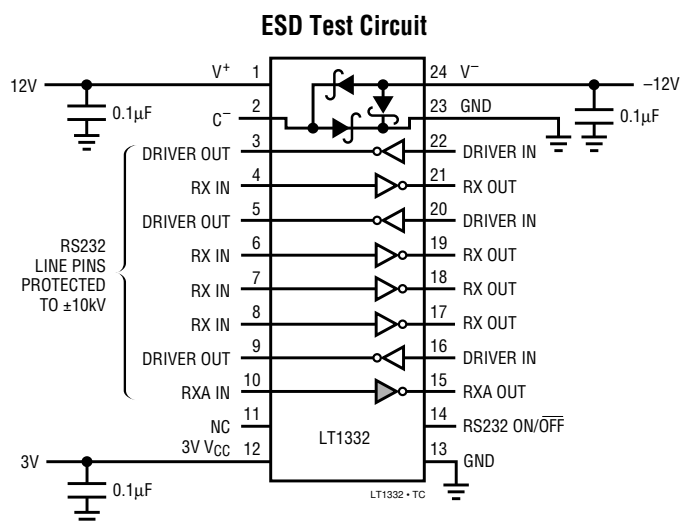 ESD Test Circuit
12V
V+ 1
24 V–
–12V
0.1µF
2
C–
23 GND
0.1µF
DRIVER OUT 3
22 DRIVER IN
RX IN 4
21 RX OUT
DRIVER OUT 5
20 DRIVER IN
RX IN 6
19 RX OUT
RX IN 7
18 RX OUT
RX IN 8
17 RX OUT
DRIVER OUT 9
16 DRIVER IN
RXA IN 10
15 RXA OUT
RS232
LINE PINS
PROTECTED
TO ±10kV
NC 11
14 RS232 ON/OFF
LT1332
3V
3V VCC 12
13 GND
0.1µF
LT1332 • TC